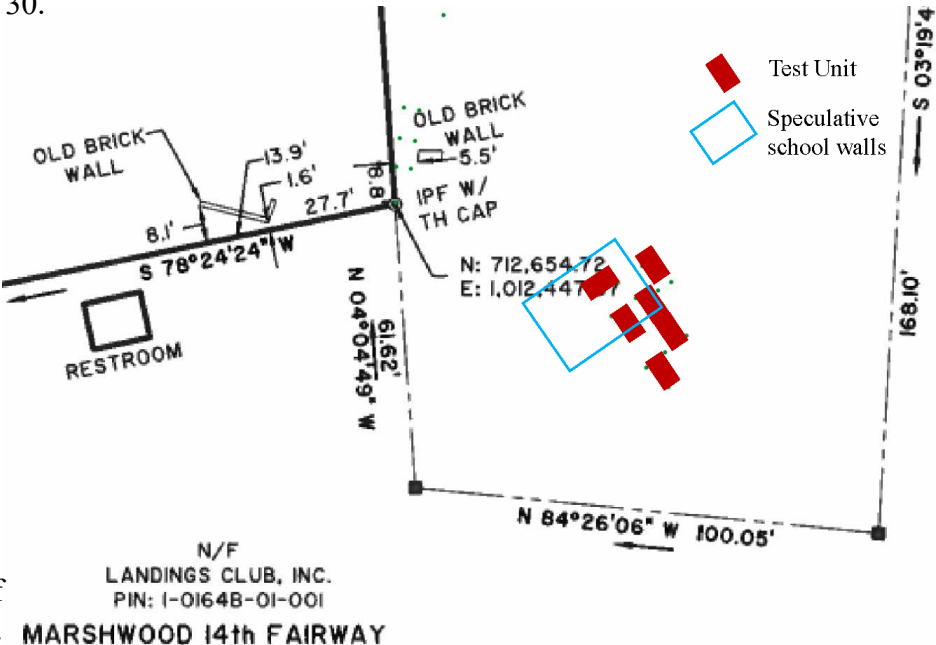 30.
Test Unit
Speculative
school walls
S 03°19'4
OLD BRICK
WALL
5.5'
OLD BRICK
WALL
13.9'
1.6'
27.7'
8.1'
IPF W/
TH CAP
S 78°24'24" W
N: 712,654.72
E: 1,012,447
RESTROOM
N 04°04'49" W
61.62'
168.10'
N 84°26'06" W 100.05'
N/F
LANDINGS CLUB, INC.
PIN: 1-0164B-01-001
MARSHWOOD 14th FAIRWAY